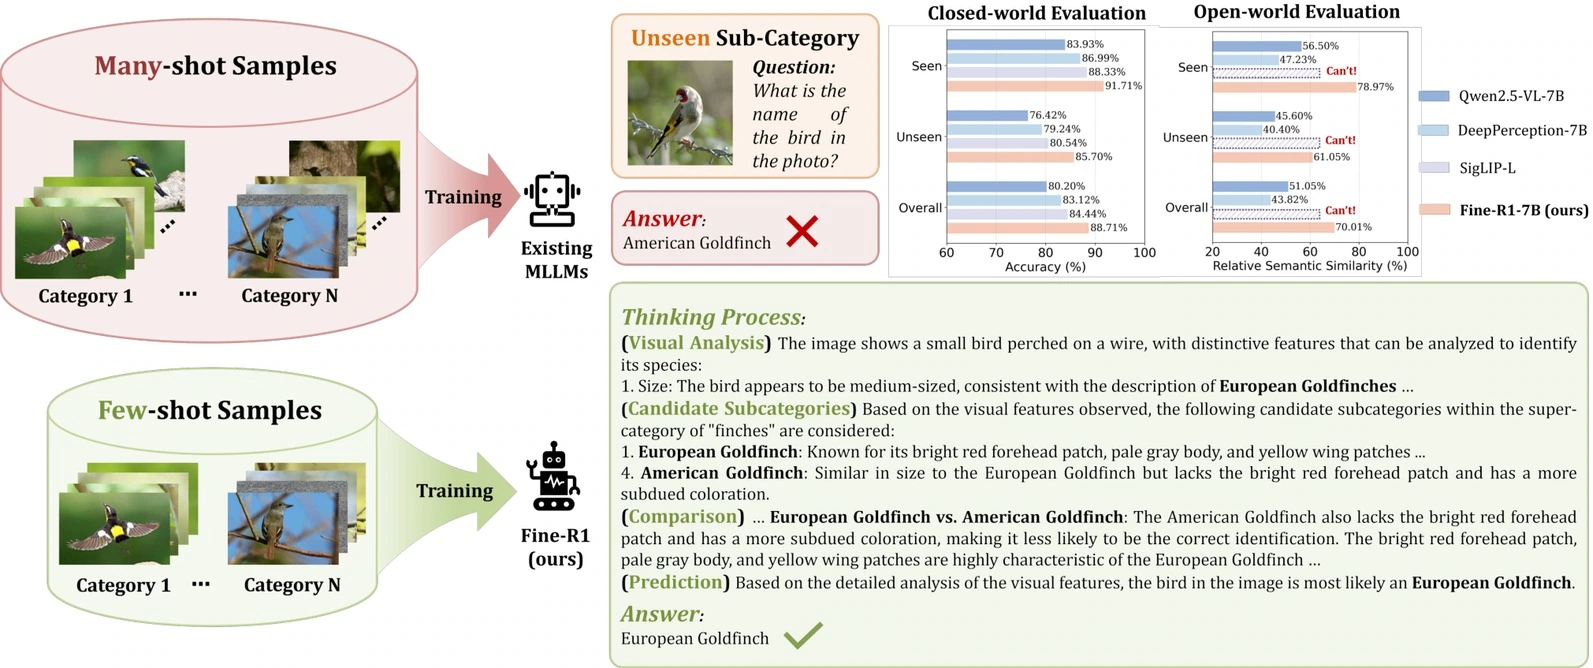 Many-shot Samples
Category 1
...
Category N
Training
Existing
MLLMs
Few-shot Samples
Category 1
...
Category N
Training
Fine-R1
(ours)
Unseen Sub-Category
Question:
What is the
name of
the bird in
the photo?
Answer:
American Goldfinch
Closed-world Evaluation
Seen
83.93%
86.99%
88.33%
91.71%
Unseen
76.42%
79.24%
80.54%
85.70%
Overall
80.20%
83.12%
84.44%
88.71%
60 70 80 90 100
Accuracy (%)
Open-world Evaluation
Seen
56.50%
47.23%
Can't!
78.97%
Unseen
45.60%
40.40%
Can't!
61.05%
Overall
51.05%
43.82%
Can't!
70.01%
20 40 60 80 100
Relative Semantic Similarity (%)
Qwen2.5-VL-7B
DeepPerception-7B
SigLIP-L
Fine-R1-7B (ours)
Thinking Process:
(Visual Analysis) The image shows a small bird perched on a wire, with distinctive features that can be analyzed to identify
its species:
1. Size: The bird appears to be medium-sized, consistent with the description of European Goldfinches ...
(Candidate Subcategories) Based on the visual features observed, the following candidate subcategories within the super-
category of "finches" are considered:
1. European Goldfinch: Known for its bright red forehead patch, pale gray body, and yellow wing patches ...
4. American Goldfinch: Similar in size to the European Goldfinch but lacks the bright red forehead patch and has a more
subdued coloration.
(Comparison) ... European Goldfinch vs. American Goldfinch: The American Goldfinch also lacks the bright red forehead
patch and has a more subdued coloration, making it less likely to be the correct identification. The bright red forehead patch,
pale gray body, and yellow wing patches are highly characteristic of the European Goldfinch ...
(Prediction) Based on the detailed analysis of the visual features, the bird in the image is most likely an European Goldfinch.
Answer:
European Goldfinch